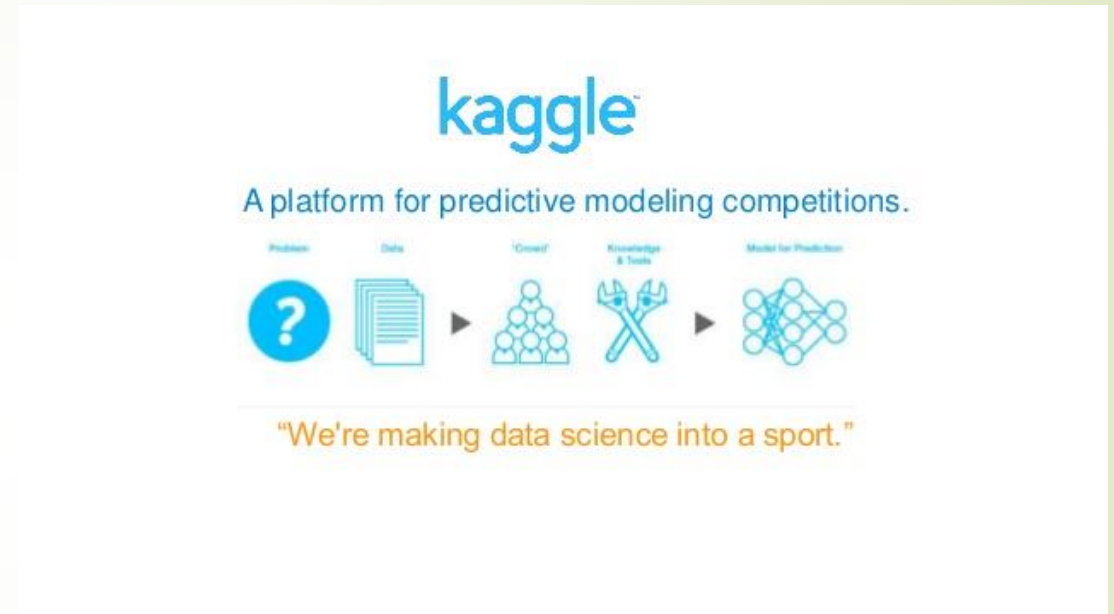 kaggle™
A platform for predictive modeling competitions.
Problem Data 'Crowd' Knowledge Model for Prediction
& Tools
?
“We're making data science into a sport.”